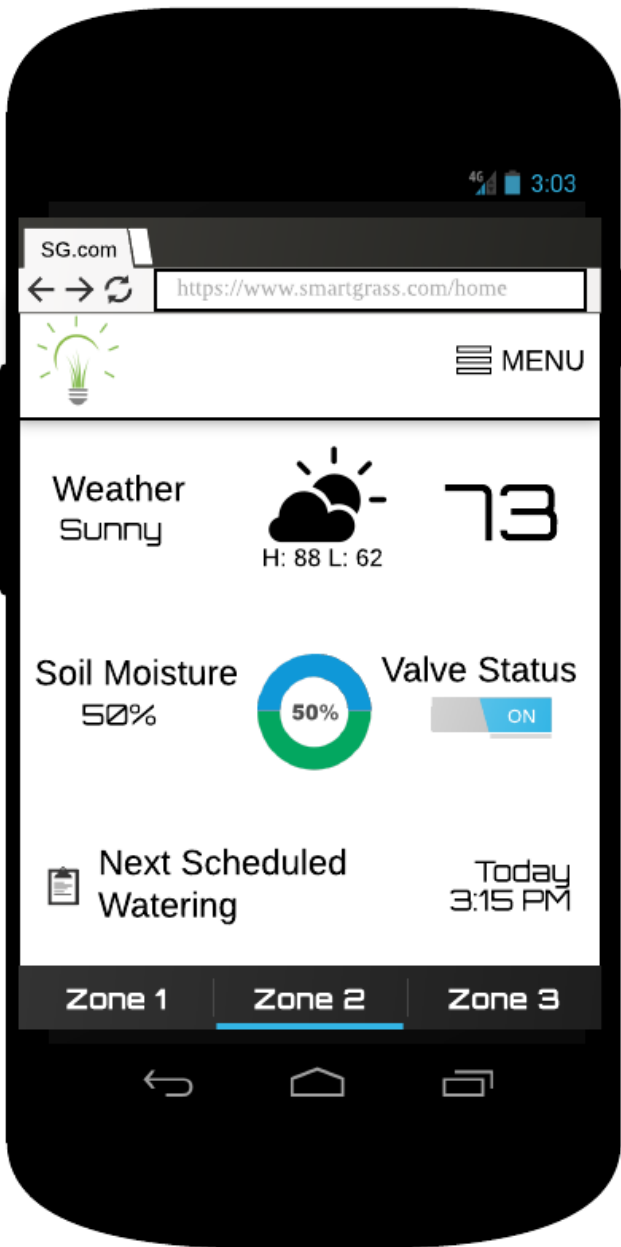 4G 3:03
SG.com
https://www.smartgrass.com/home
MENU
Weather
Sunny
H: 88 L: 62
73
Soil Moisture
50%
50%
Valve Status
ON
Next Scheduled
Watering
Today
3:15 PM
Zone 1 Zone 2 Zone 3